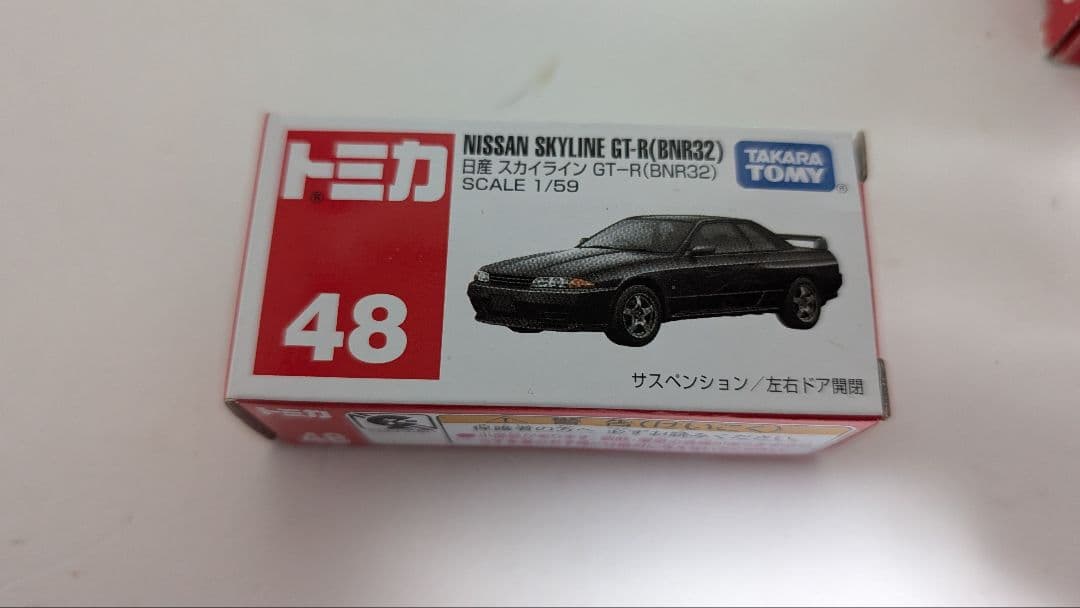 トミカ
48
NISSAN SKYLINE GT-R(BNR32)
日産 スカイライン GT-R(BNR32)
SCALE 1/59
TAKARA
TOMY
サスペンション/左右ドア開閉
トミカ
48